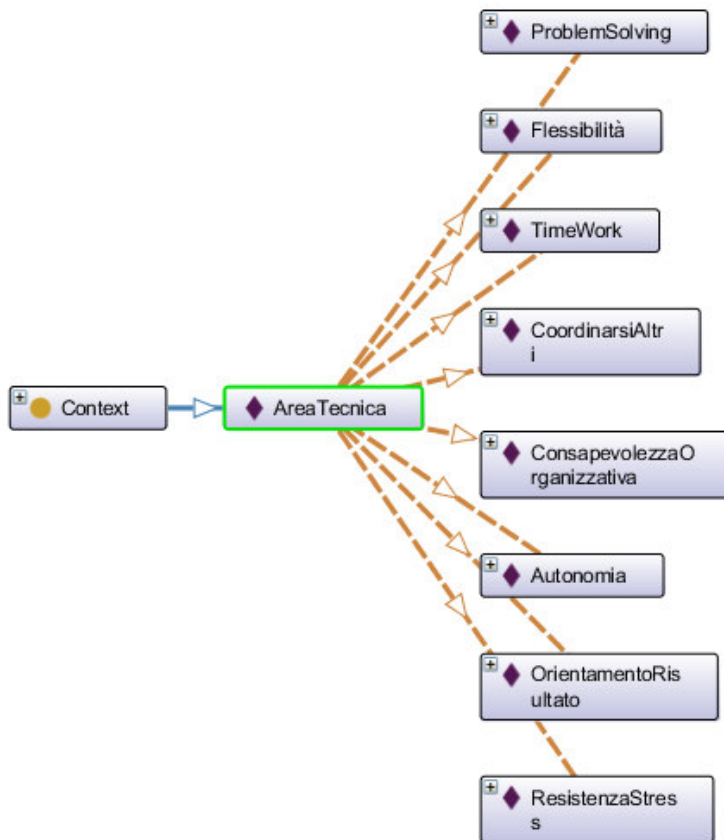 ProblemSolving
Flessibilità
TimeWork
CoordinarsiAltr
i
Context
AreaTecnica
ConsapevolezzaO
rganizzativa
Autonomia
OrientamentoRis
ultato
ResistenzaStres
s